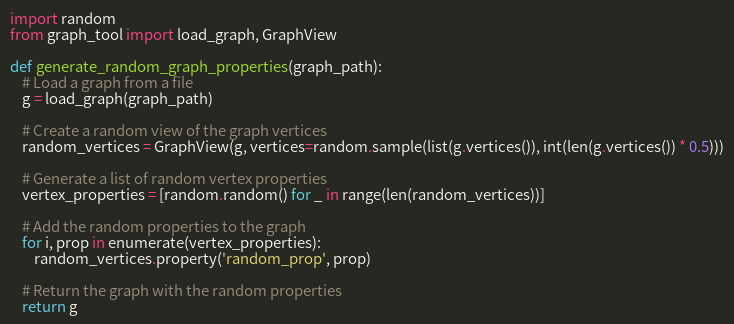 import random
from graph_tool import load_graph, GraphView

def generate_random_graph_properties(graph_path):
    # Load a graph from a file
    g = load_graph(graph_path)

    # Create a random view of the graph vertices
    random_vertices = GraphView(g, vertices=random.sample(list(g.vertices()), int(len(g.vertices()) * 0.5)))

    # Generate a list of random vertex properties
    vertex_properties = [random.random() for _ in range(len(random_vertices))]

    # Add the random properties to the graph
    for i, prop in enumerate(vertex_properties):
        random_vertices.property('random_prop', prop)

    # Return the graph with the random properties
    return g